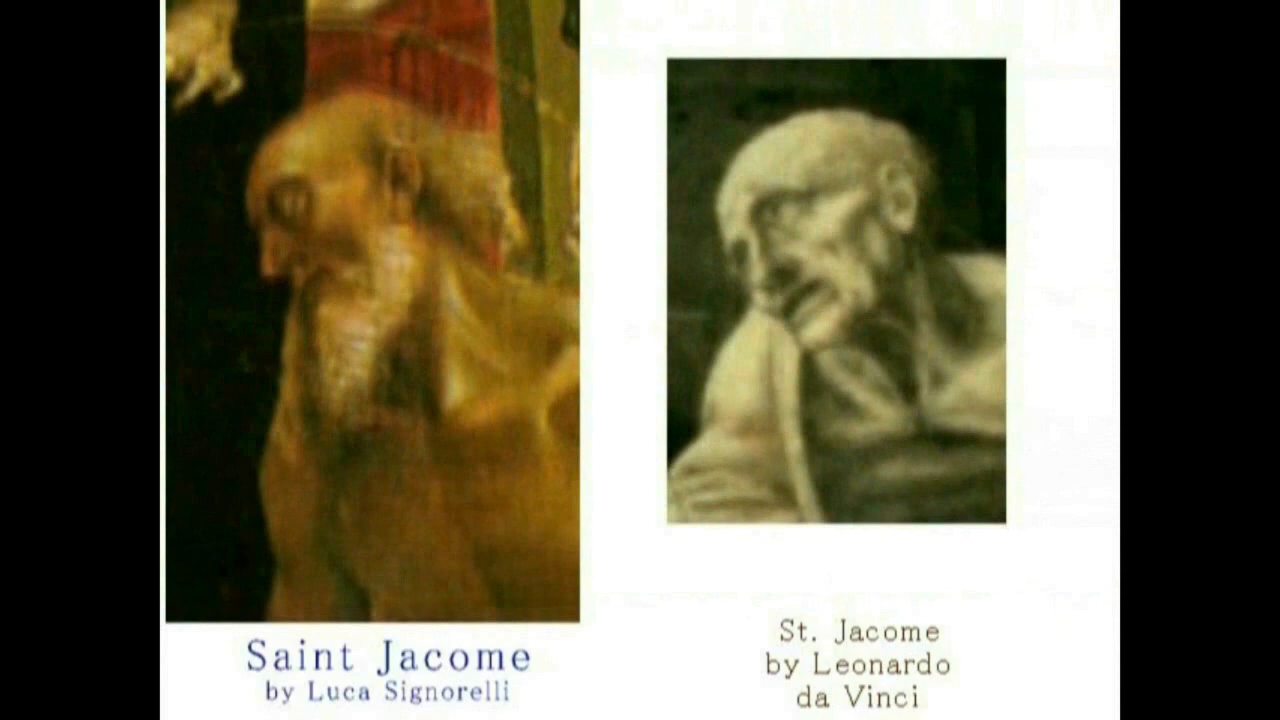 Saint Jacome
by Luca Signorelli
St. Jacome
by Leonardo
da Vinci